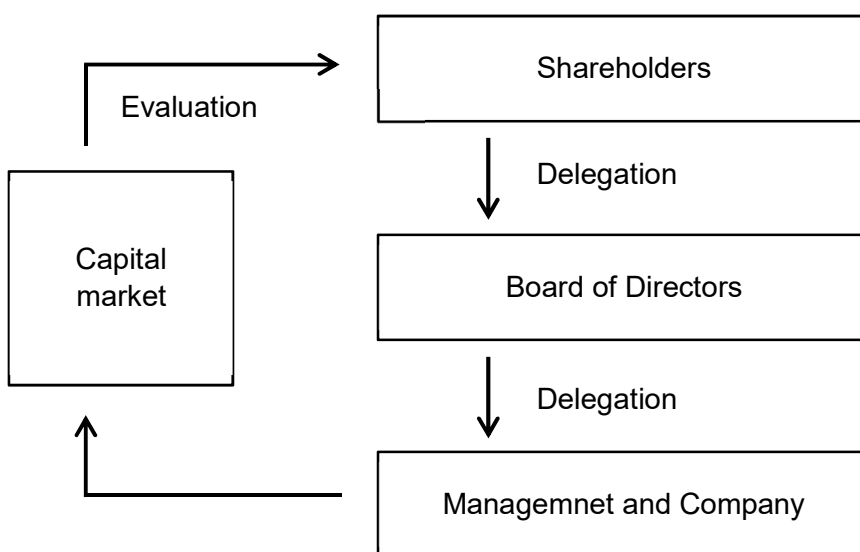 Shareholders
Evaluation
Delegation
Capital
market
Board of Directors
Delegation
Managemnet and Company